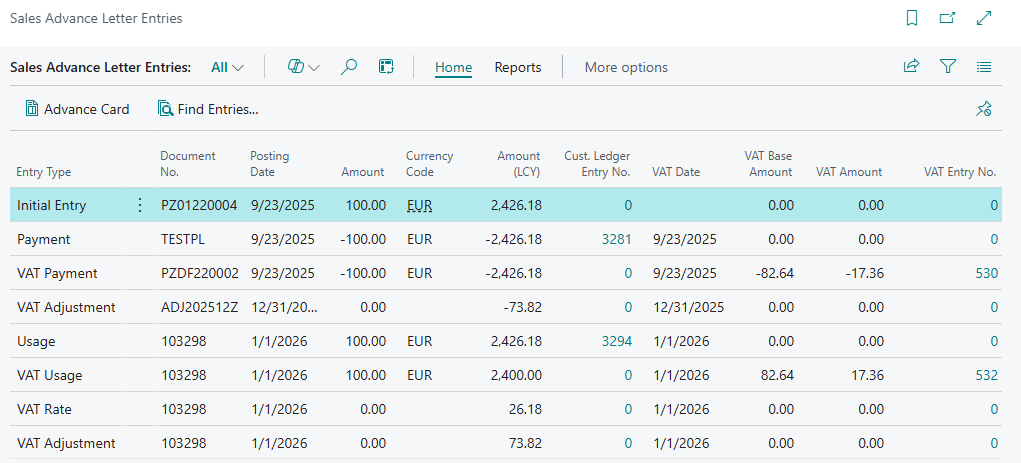 Sales Advance Letter Entries
Sales Advance Letter Entries: All Home Reports More options
Advance Card Find Entries...
Entry Type Document No. Posting Date Amount Currency Code Amount (LCY) Cust. Ledger Entry No. VAT Date VAT Base Amount VAT Amount VAT Entry No.
Initial Entry PZ01220004 9/23/2025 100.00 EUR 2,426.18 0 0.00 0.00 0
Payment TESTPL 9/23/2025 -100.00 EUR -2,426.18 3281 9/23/2025 0.00 0.00 0
VAT Payment PZDF220002 9/23/2025 -100.00 EUR -2,426.18 0 9/23/2025 -82.64 -17.36 530
VAT Adjustment ADJ202512Z 12/31/20... 0.00 -73.82 0 12/31/2025 0.00 0.00 0
Usage 103298 1/1/2026 100.00 EUR 2,426.18 3294 1/1/2026 0.00 0.00 0
VAT Usage 103298 1/1/2026 100.00 EUR 2,400.00 0 1/1/2026 82.64 17.36 532
VAT Rate 103298 1/1/2026 0.00 26.18 0 1/1/2026 0.00 0.00 0
VAT Adjustment 103298 1/1/2026 0.00 73.82 0 1/1/2026 0.00 0.00 0